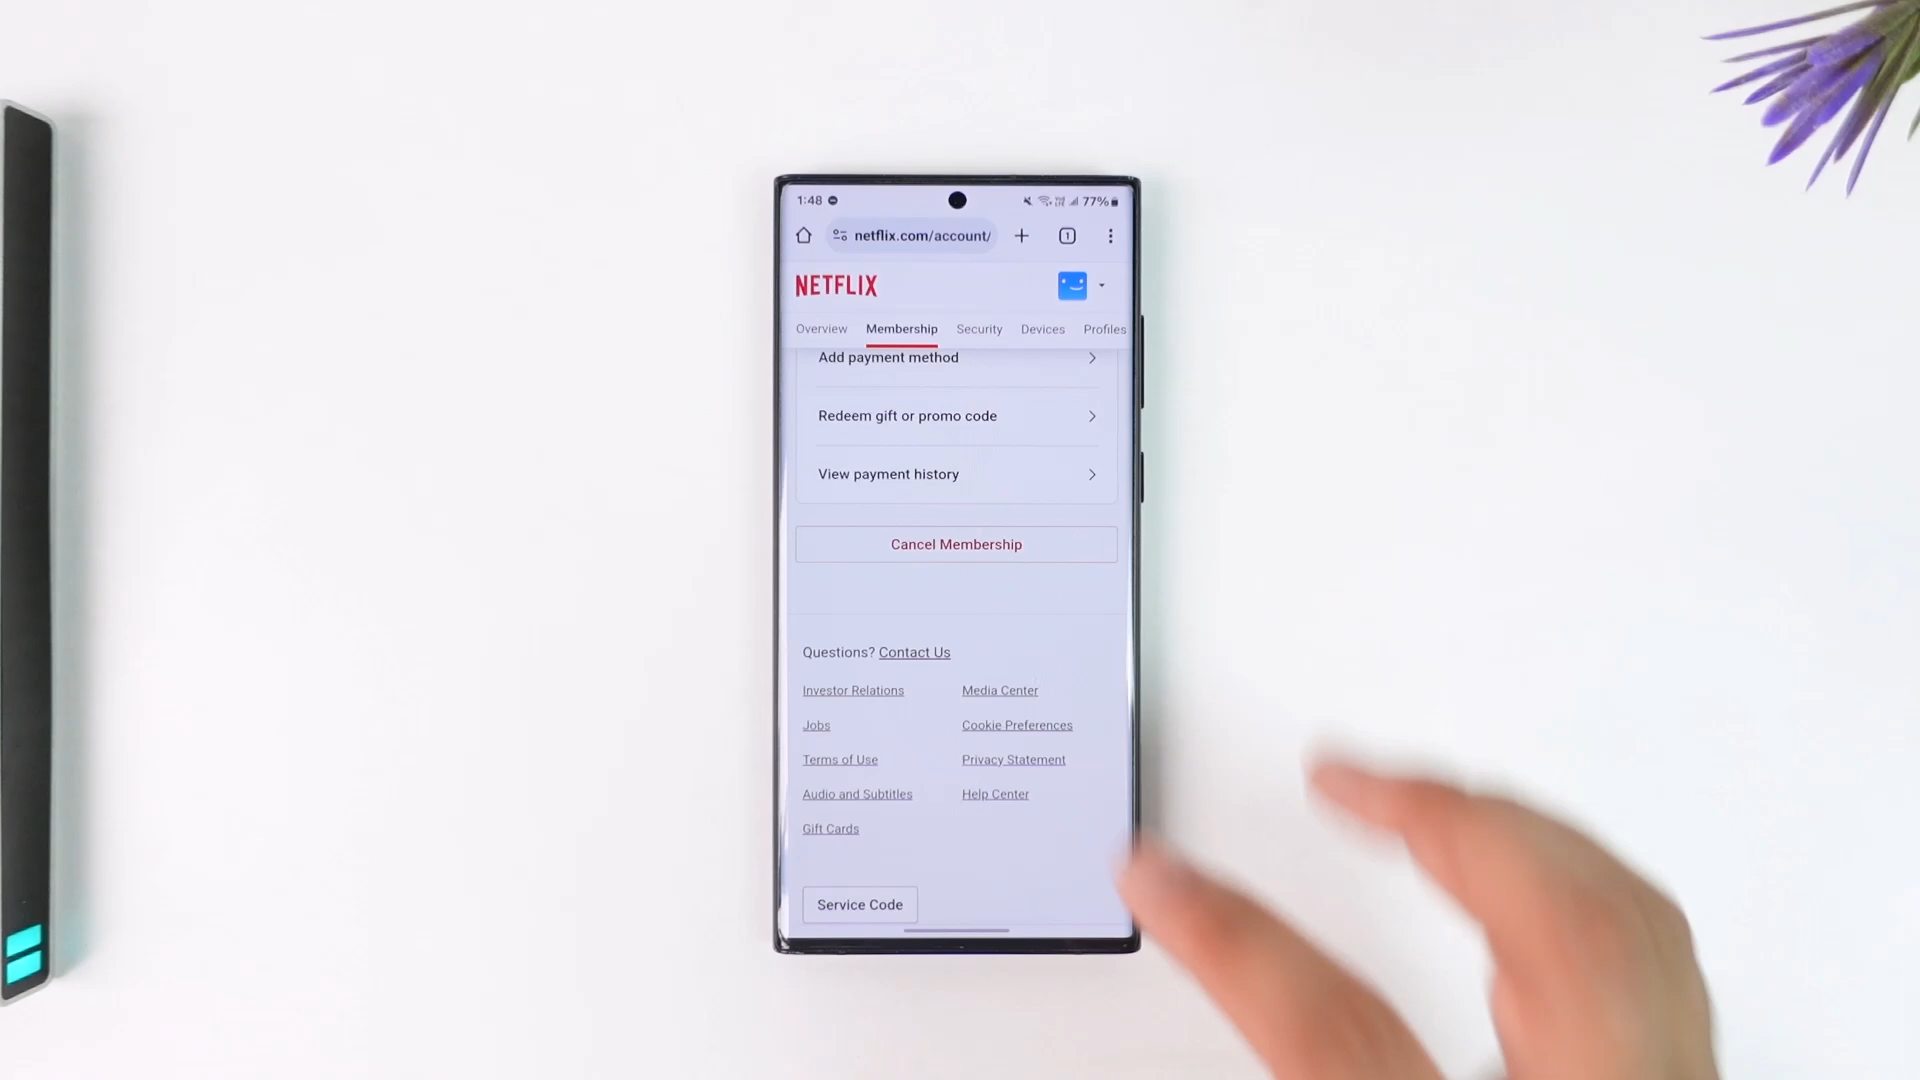 1:48 77%
netflix.com/account/ 1
NETFLIX
Overview Membership Security Devices Profiles
Add payment method
Redeem gift or promo code
View payment history
Cancel Membership
Questions? Contact Us
Investor Relations Media Center
Jobs Cookie Preferences
Terms of Use Privacy Statement
Audio and Subtitles Help Center
Gift Cards
Service Code